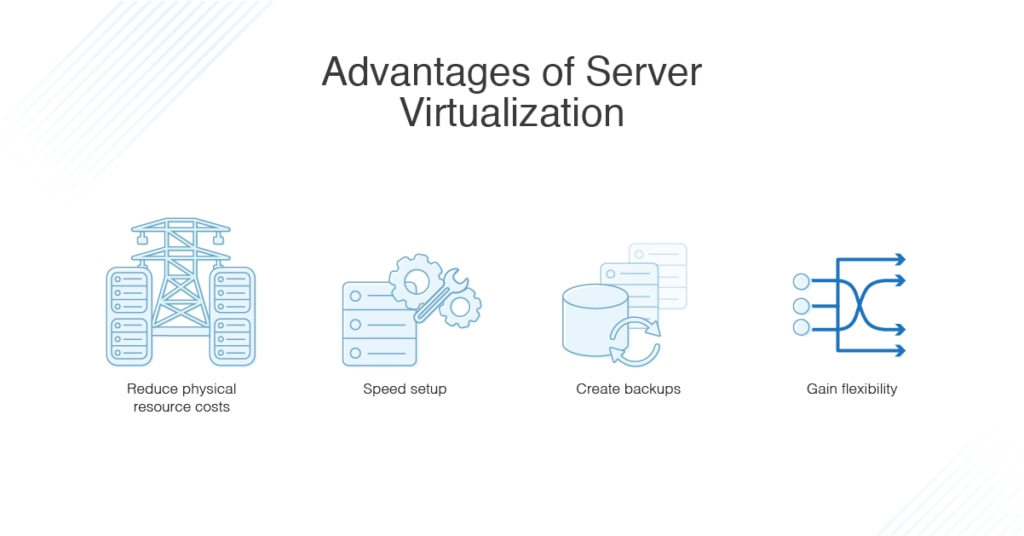 Advantages of Server
Virtualization
Reduce physical
resource costs
Speed setup
Create backups
Gain flexibility